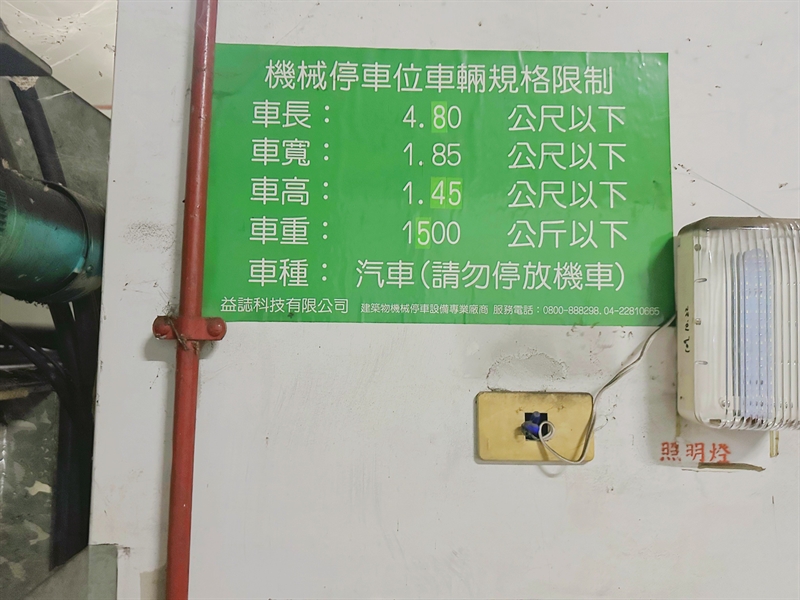 機械停車位車輛規格限制
車長： 4.80 公尺以下
車寬： 1.85 公尺以下
車高： 1.45 公尺以下
車重： 1500 公斤以下
車種： 汽車(請勿停放機車)
益誌科技有限公司 建築物機械停車設備專業廠商 服務電話：0800-888298.04-22810665
照明燈